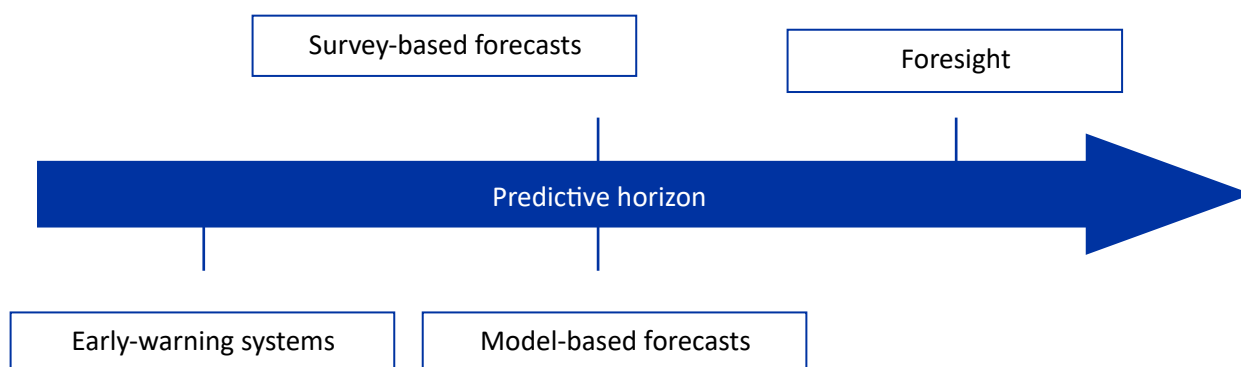 Survey-based forecasts
Foresight
Predictive horizon
Early-warning systems
Model-based forecasts